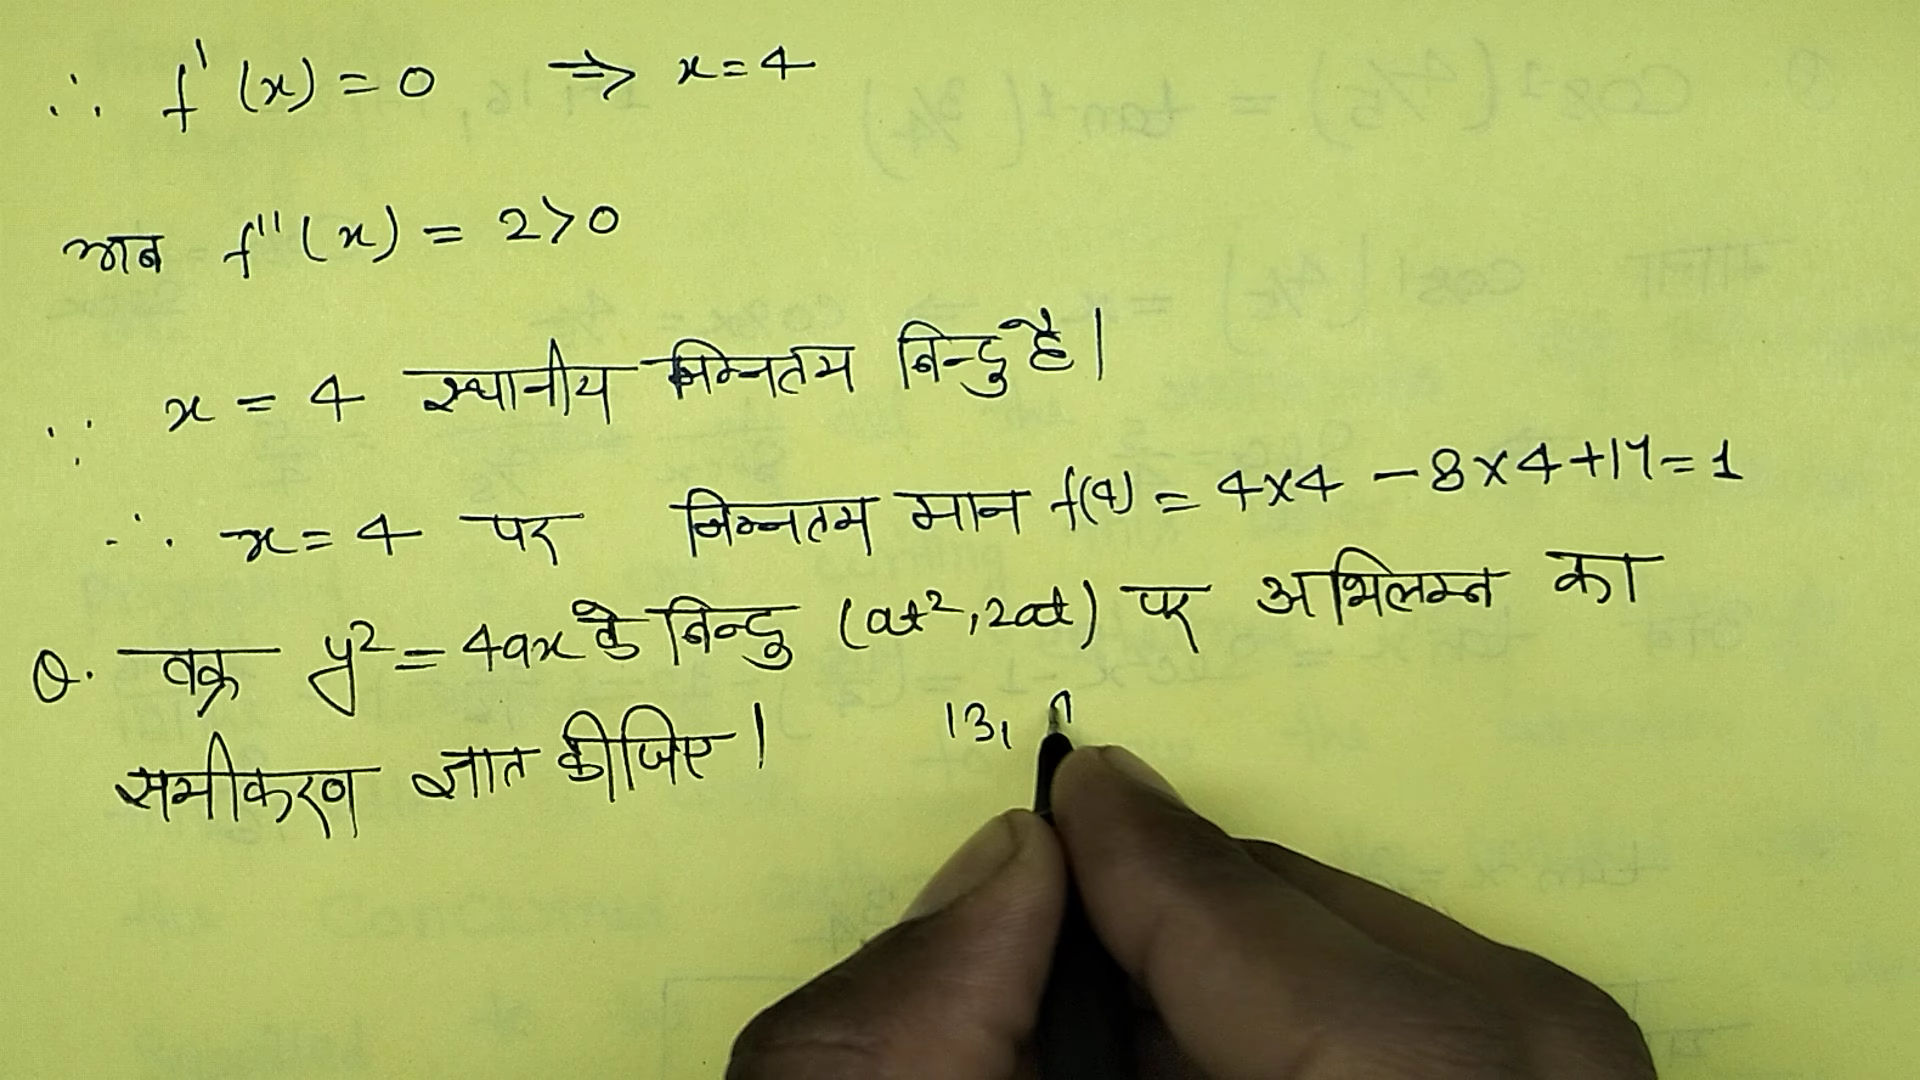 ∴ f'(x) = 0 ⇒ x = 4
अब f''(x) = 2 > 0
∴ x = 4 स्थानीय निम्नतम बिन्दु है।
∴ x = 4 पर निम्नतम मान f(4) = 4×4 - 8×4 + 17 = 1
Q. वक्र y² = 4ax के बिन्दु (at², 2at) पर अभिलम्ब का
समीकरण ज्ञात कीजिए। 13,